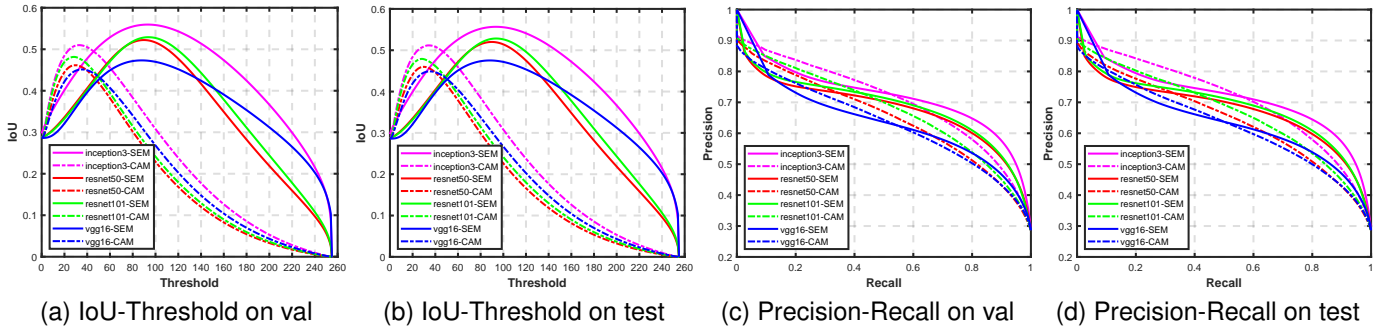 0.6
0.5
0.4
0.3
0.2
0.1
0
IoU
inception3-SEM
inception3-CAM
resnet50-SEM
resnet50-CAM
resnet101-SEM
resnet101-CAM
vgg16-SEM
vgg16-CAM
0 20 40 60 80 100 120 140 160 180 200 220 240 260
Threshold
(a) IoU-Threshold on val
0.6
0.5
0.4
0.3
0.2
0.1
0
IoU
inception3-SEM
inception3-CAM
resnet50-SEM
resnet50-CAM
resnet101-SEM
resnet101-CAM
vgg16-SEM
vgg16-CAM
0 20 40 60 80 100 120 140 160 180 200 220 240 260
Threshold
(b) IoU-Threshold on test
1
0.9
0.8
0.7
0.6
0.5
0.4
0.3
0.2
Precision
inception3-SEM
inception3-CAM
resnet50-SEM
resnet50-CAM
resnet101-SEM
resnet101-CAM
vgg16-SEM
vgg16-CAM
0 0.2 0.4 0.6 0.8 1
Recall
(c) Precision-Recall on val
1
0.9
0.8
0.7
0.6
0.5
0.4
0.3
0.2
Precision
inception3-SEM
inception3-CAM
resnet50-SEM
resnet50-CAM
resnet101-SEM
resnet101-CAM
vgg16-SEM
vgg16-CAM
0 0.2 0.4 0.6 0.8 1
Recall
(d) Precision-Recall on test